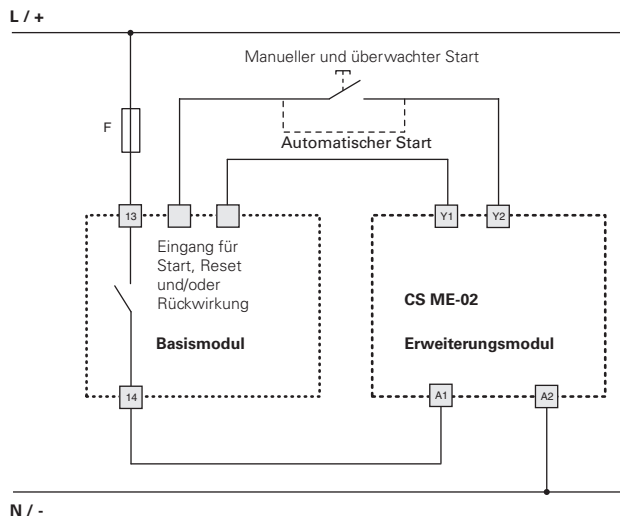 L / +
Manueller und überwachter Start
F
Automatischer Start
13
Y1
Y2
Eingang für
Start, Reset
und/oder
Rückwirkung
CS ME-02
Basismodul
Erweiterungsmodul
14
A1
A2
N / -